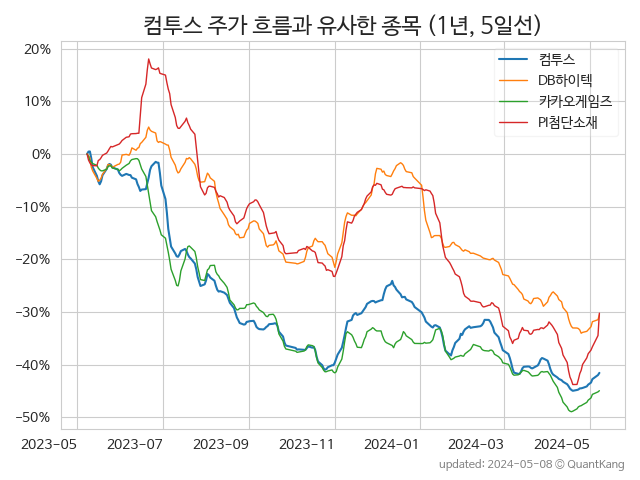 컴투스 주가 흐름과 유사한 종목 (1년, 5일선)
컴투스
DB하이텍
카카오게임즈
PI첨단소재
20%
10%
0%
−10%
−20%
−30%
−40%
−50%
2023-05
2023-07
2023-09
2023-11
2024-01
2024-03
2024-05
updated: 2024-05-08 © QuantKang